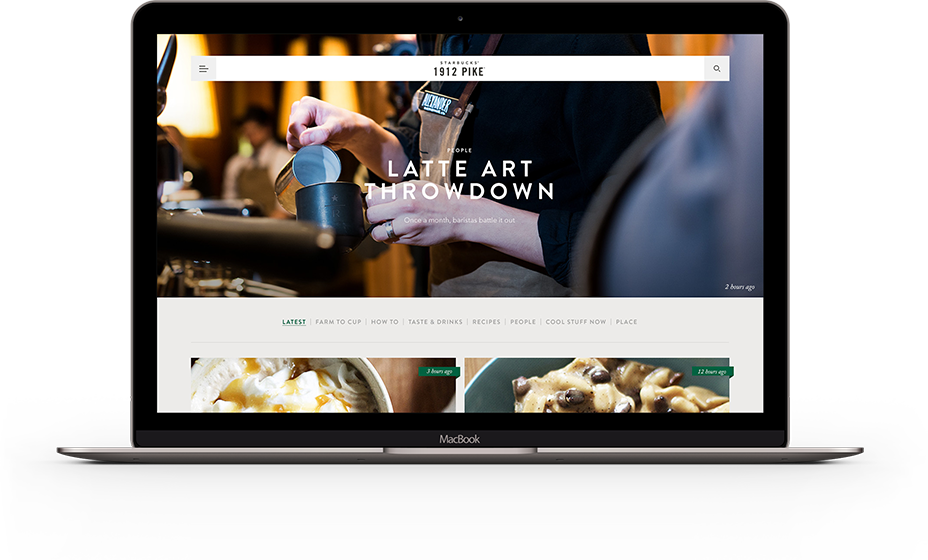 STARBUCKS®
1912 PIKE
ALEXANDER
PEOPLE
LATTE ART
THROWDOWN
Once a month, baristas battle it out.
2 hours ago
LATEST | FARM TO CUP | HOW TO | TASTE & DRINKS | RECIPES | PEOPLE | COOL STUFF NOW | PLACE
3 hours ago
12 hours ago
MacBook